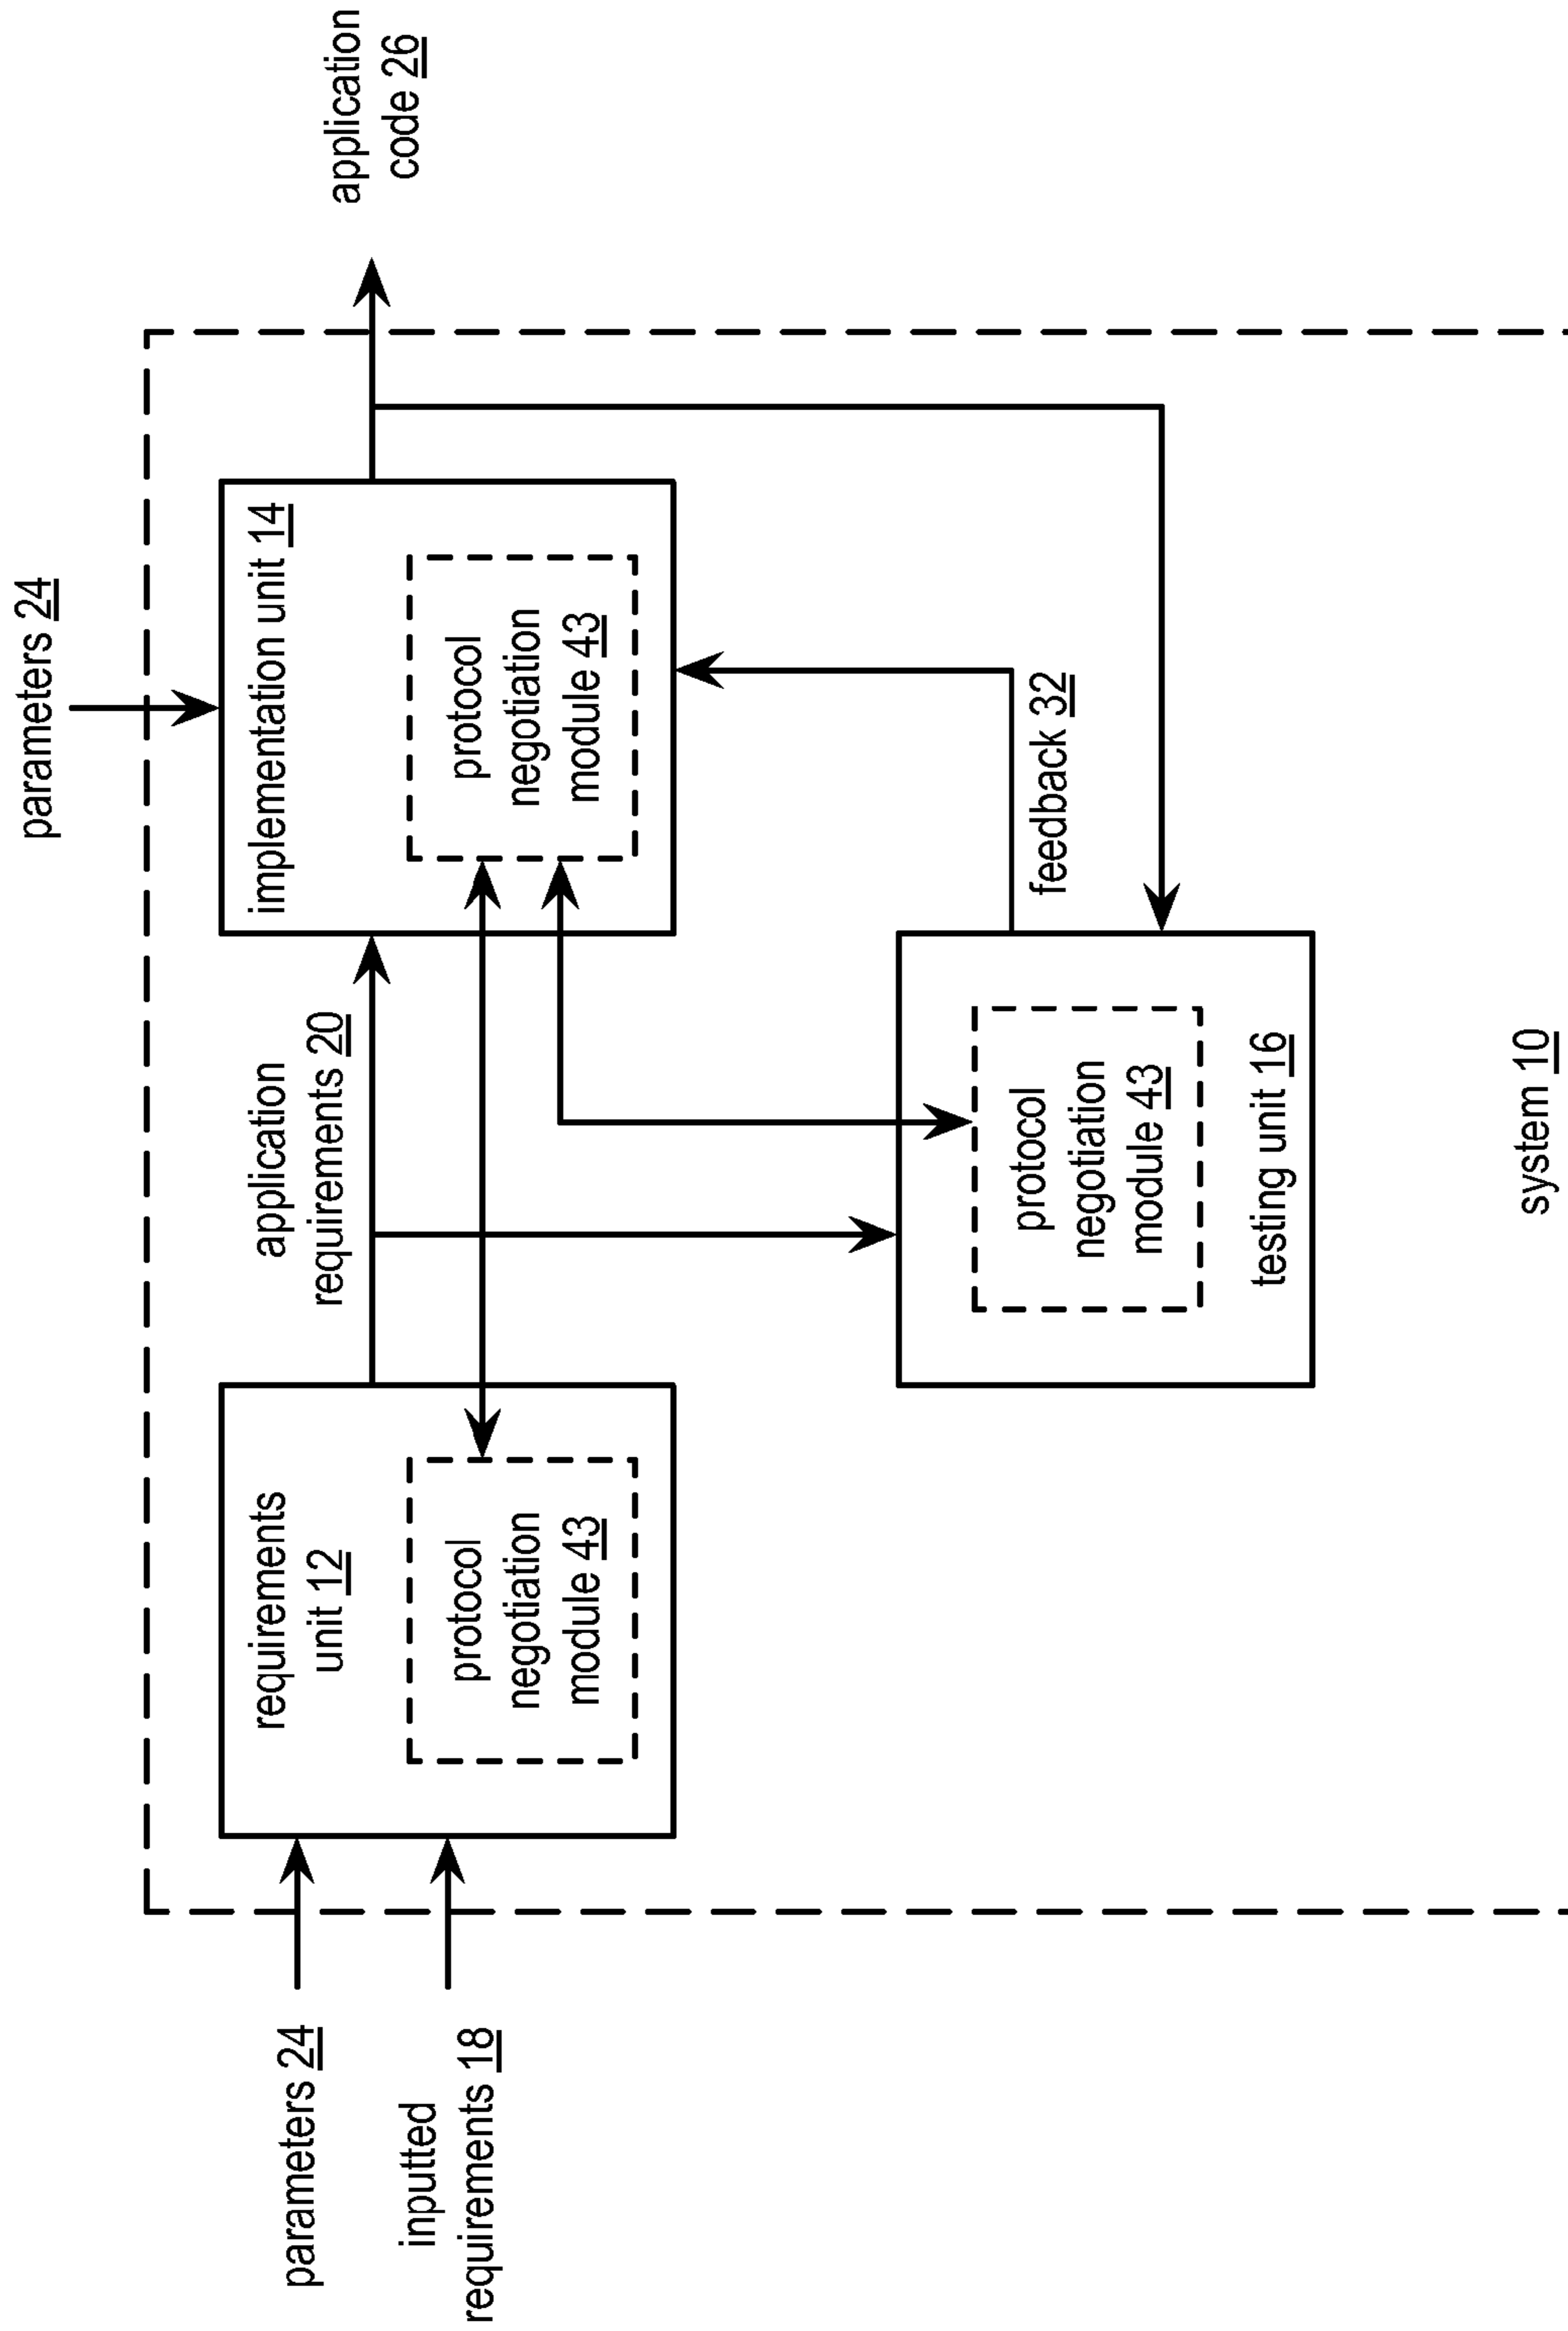 parameters 24
parameters 24
inputted
requirements 18
requirements
unit 12
protocol
negotiation
module 43
application
requirements 20
implementation unit 14
protocol
negotiation
module 43
application
code 26
protocol
negotiation
module 43
testing unit 16
feedback 32
system 10